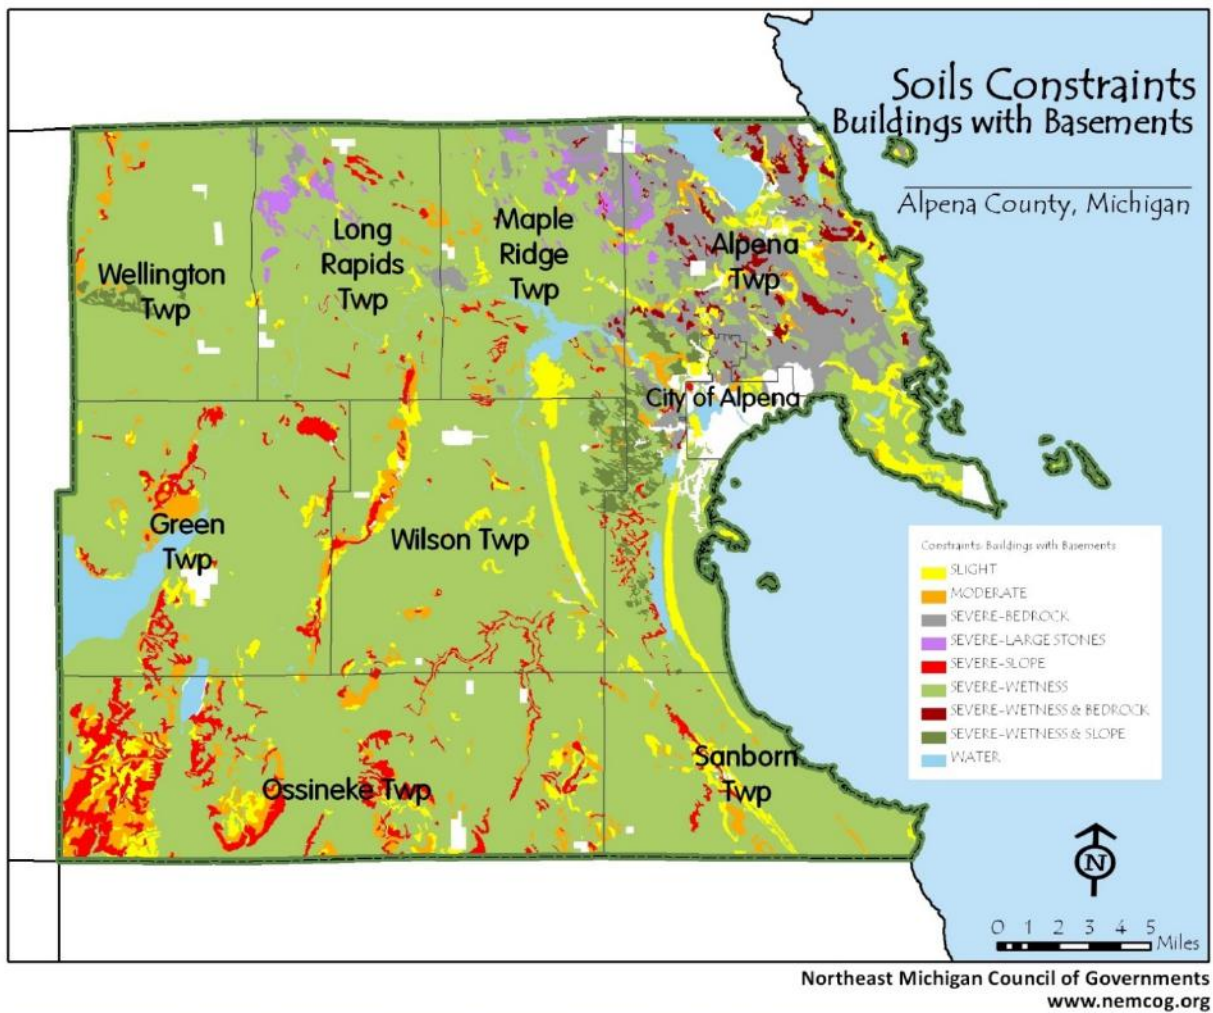 Soils Constraints
Buildings with Basements
Alpena County, Michigan
Wellington
Twp
Long
Rapids
Twp
Maple
Ridge
Twp
Alpena
Twp
City of Alpena
Green
Twp
Wilson Twp
Ossineke Twp
Sanborn
Twp
Constraints: Buildings with Basements
SLIGHT
MODERATE
SEVERE-BEDROCK
SEVERE-LARGE STONES
SEVERE-SLOPE
SEVERE-WETNESS
SEVERE-WETNESS & BEDROCK
SEVERE-WETNESS & SLOPE
WATER
N
0 1 2 3 4 5
Miles
Northeast Michigan Council of Governments
www.nemcog.org